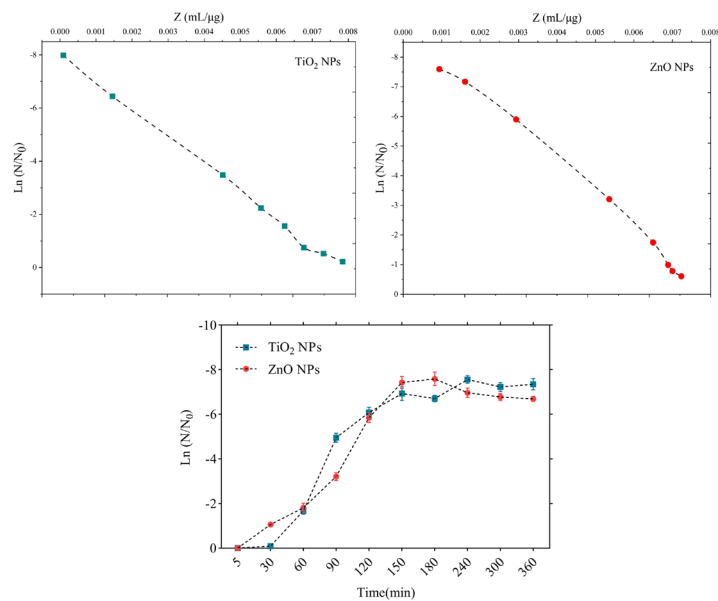 Z (mL/μg)
0.000 0.001 0.002 0.003 0.004 0.005 0.006 0.007 0.008
-8
-6
-4
-2
0
Ln (N/N0)
TiO2 NPs
Z (mL/μg)
0.000 0.001 0.002 0.003 0.004 0.005 0.006 0.007 0.008
-8
-7
-6
-5
-4
-3
-2
-1
0
Ln (N/N0)
ZnO NPs
-10
-8
-6
-4
-2
0
Ln (N/N0)
TiO2 NPs
ZnO NPs
5 30 60 90 120 150 180 240 300 360
Time(min)